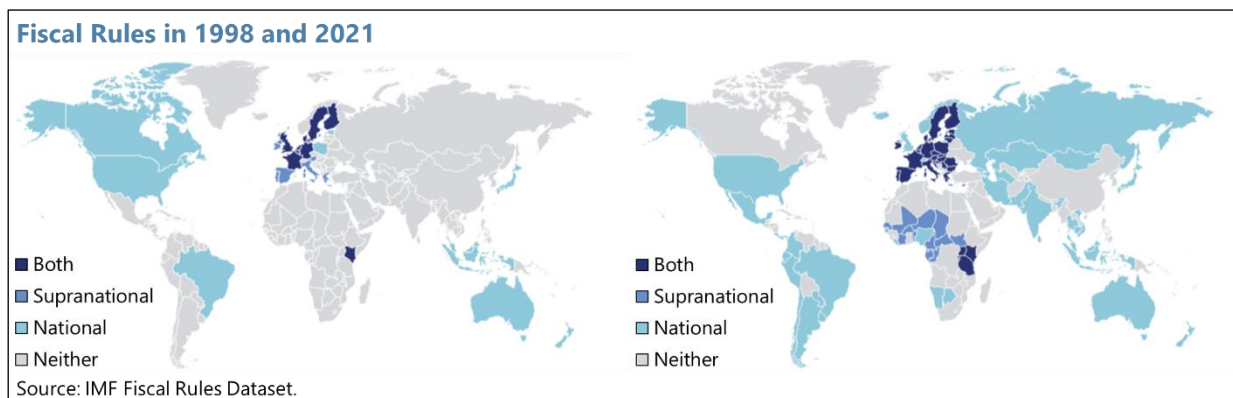 Fiscal Rules in 1998 and 2021
Both
Supranational
National
Neither
Both
Supranational
National
Neither
Source: IMF Fiscal Rules Dataset.